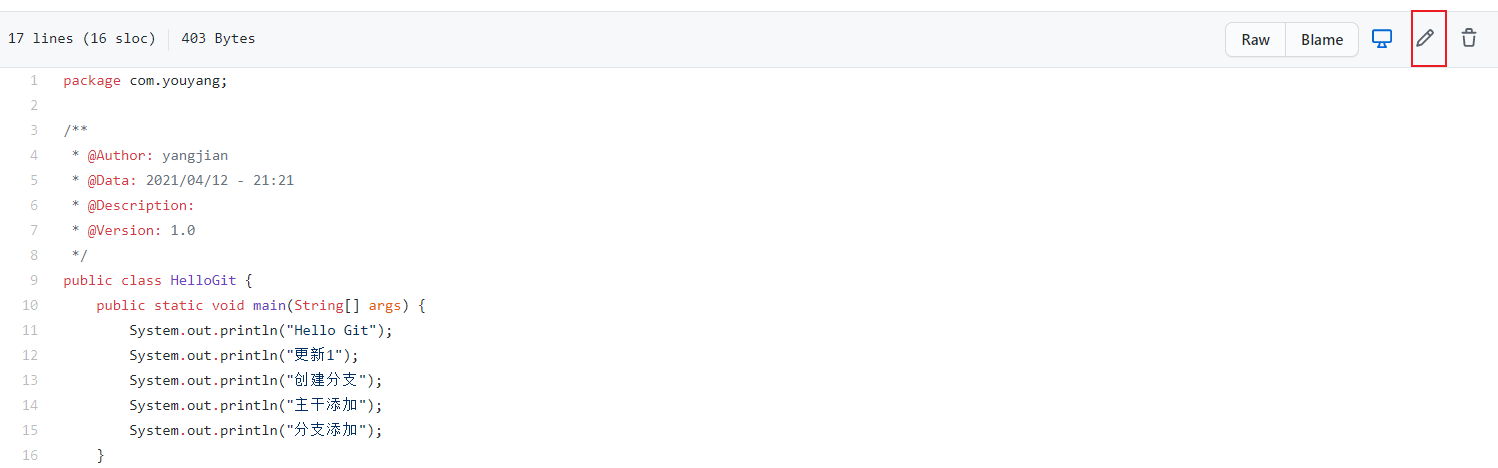 17 lines (16 sloc) 403 Bytes Raw Blame
1 package com.youyang;
2
3 /**
4 * @Author: yangjian
5 * @Data: 2021/04/12 - 21:21
6 * @Description:
7 * @Version: 1.0
8 */
9 public class HelloGit {
10 public static void main(String[] args) {
11 System.out.println("Hello Git");
12 System.out.println("更新1");
13 System.out.println("创建分支");
14 System.out.println("主干添加");
15 System.out.println("分支添加");
16 }